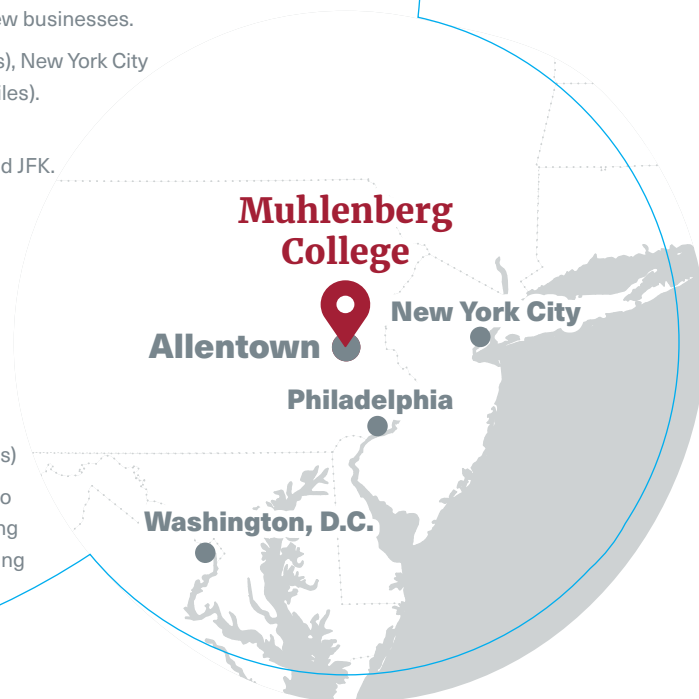 ew businesses.
s), New York City
iles).
d JFK.
Muhlenberg
College
New York City
Allentown
Philadelphia
s)
o
ng
ng
Washington, D.C.